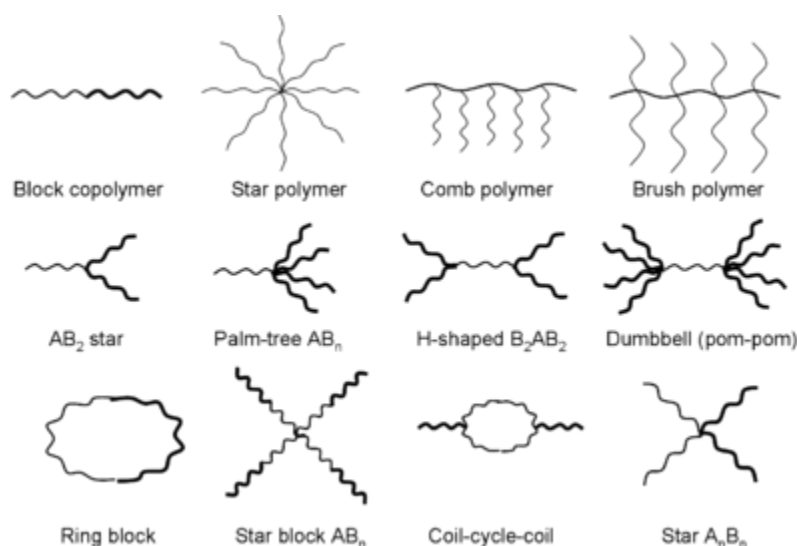 Block copolymer
Star polymer
Comb polymer
Brush polymer
AB₂ star
Palm-tree ABₙ
H-shaped B₂AB₂
Dumbbell (pom-pom)
Ring block
Star block ABₙ
Coil-cycle-coil
Star AₙBₙ